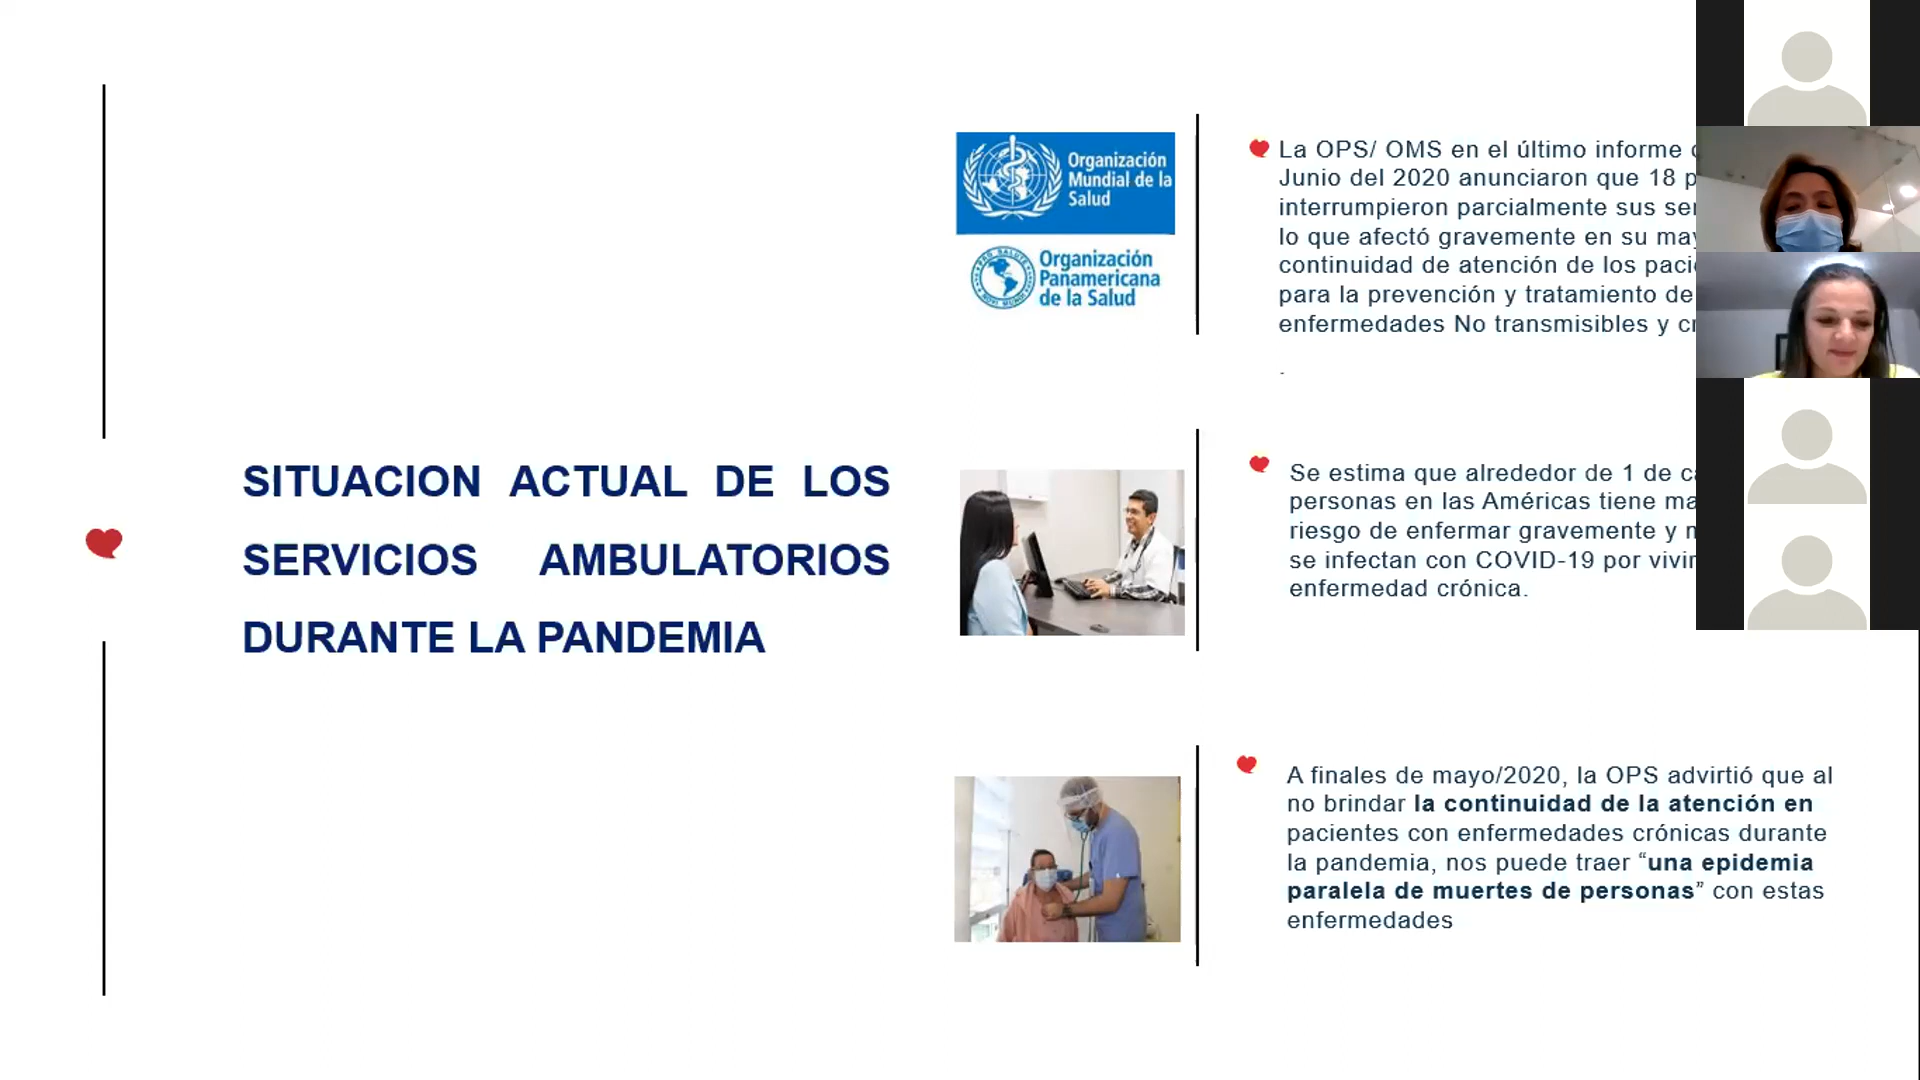 SITUACION ACTUAL DE LOS
SERVICIOS AMBULATORIOS
DURANTE LA PANDEMIA
Organización
Mundial de la
Salud
Organización
Panamericana
de la Salud
La OPS/ OMS en el último informe
Junio del 2020 anunciaron que 18
interrumpieron parcialmente sus
lo que afectó gravemente en su
continuidad de atención de los
para la prevención y tratamiento de
enfermedades No transmisibles y
.
Se estima que alrededor de 1 de
personas en las Américas tiene
riesgo de enfermar gravemente y
se infectan con COVID-19 por
enfermedad crónica.
A finales de mayo/2020, la OPS advirtió que al
no brindar la continuidad de la atención en
pacientes con enfermedades crónicas durante
la pandemia, nos puede traer “una epidemia
paralela de muertes de personas” con estas
enfermedades